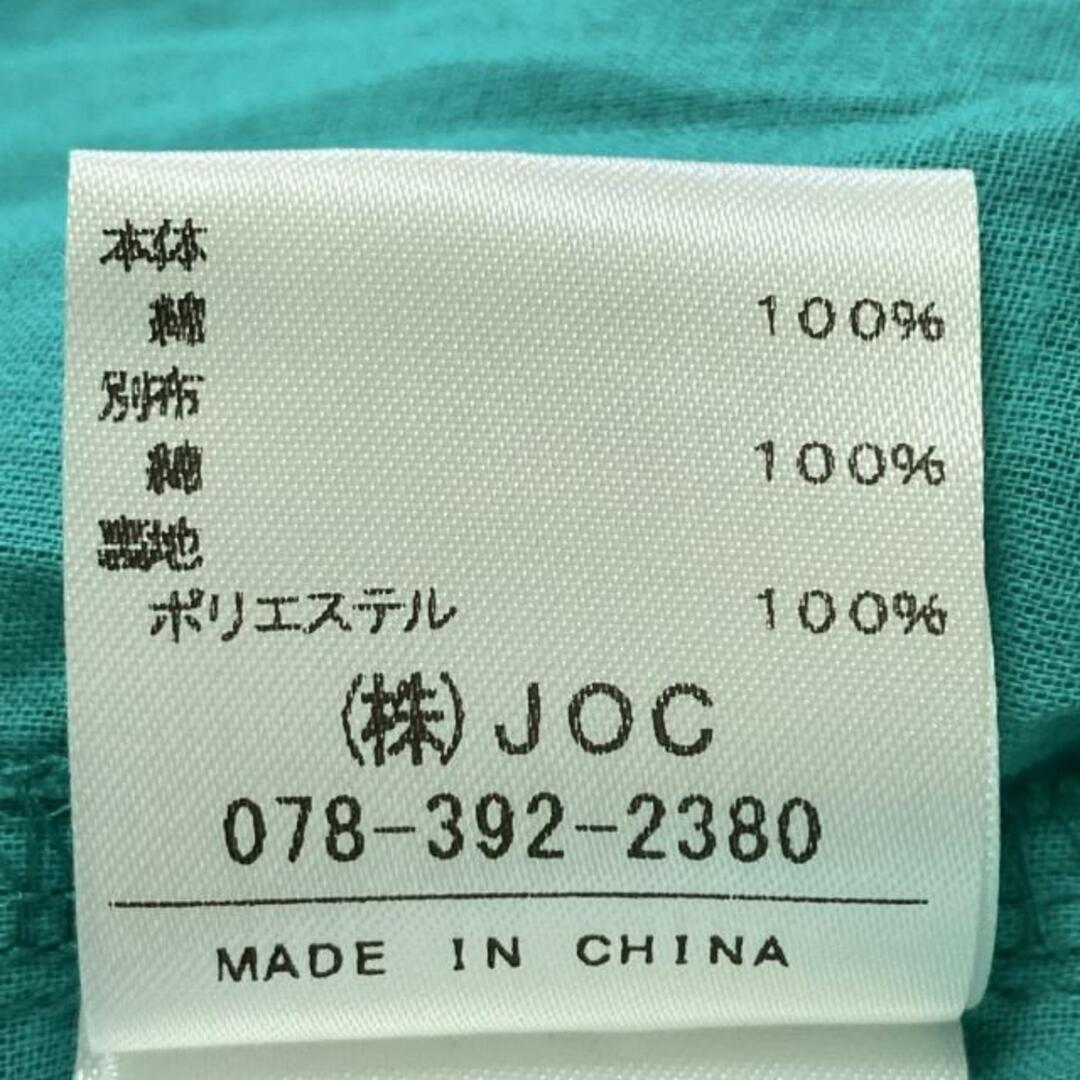 本体
綿 100%
別布
綿 100%
裏地
ポリエステル 100%
(株)JOC
078-392-2380
MADE IN CHINA